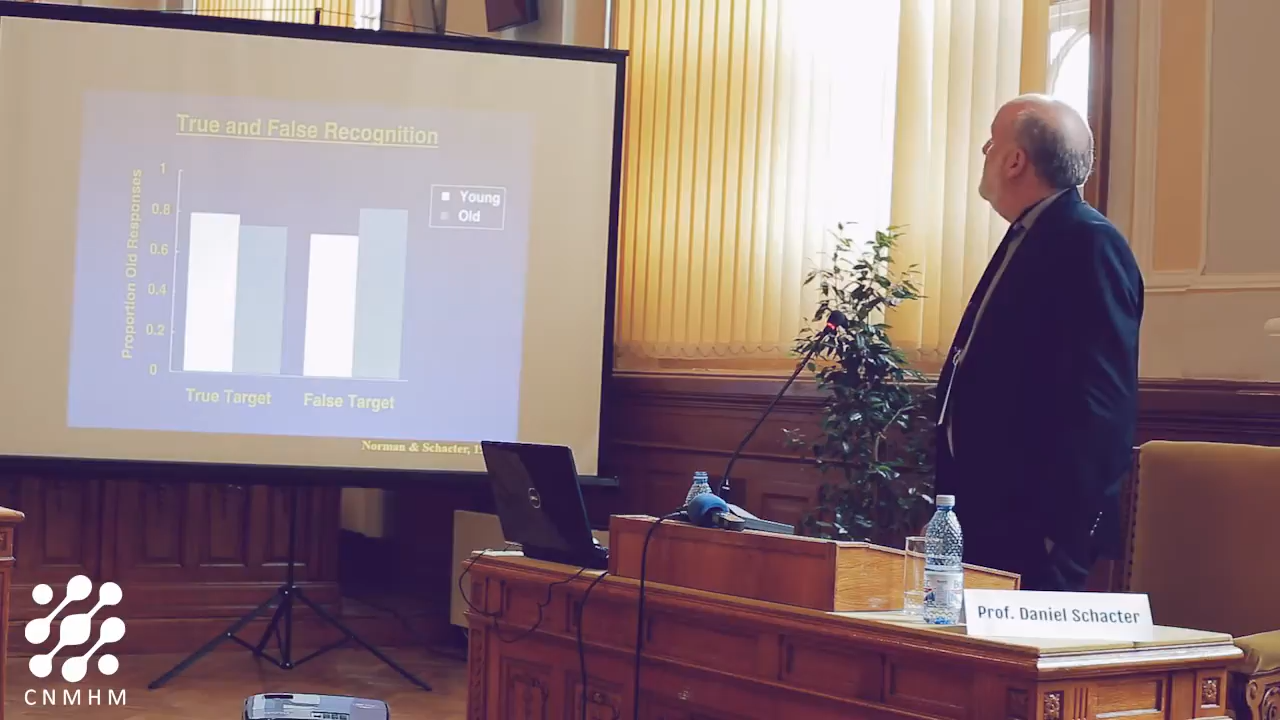 True and False Recognition
Proportion Old Responses
1
0.8
0.6
0.4
0.2
0
Young
Old
True Target
False Target
Norman & Schacter,
Prof. Daniel Schacter
CNMHM